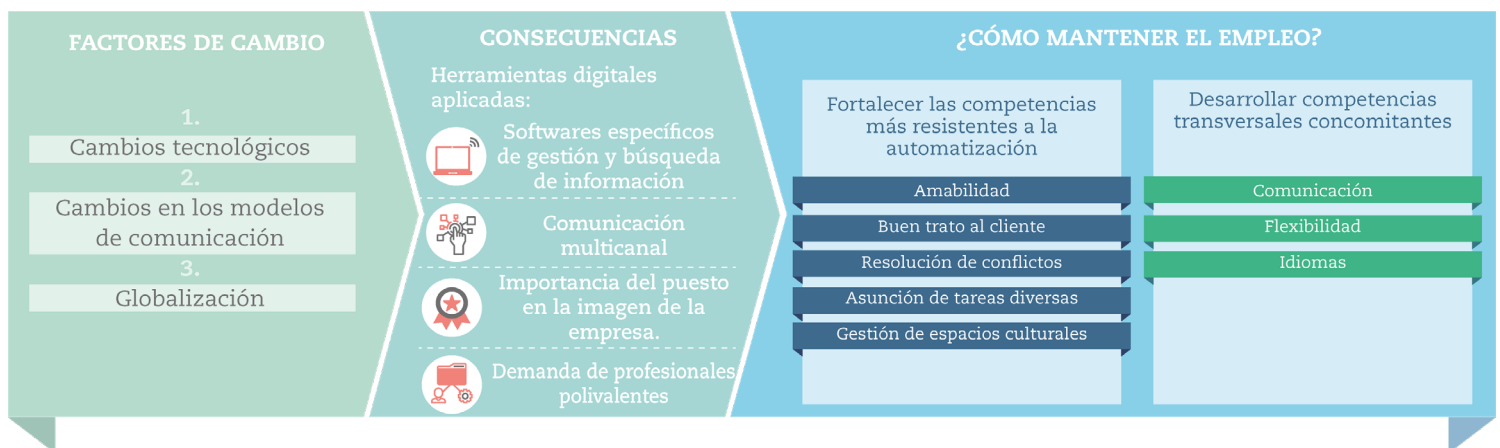 FACTORES DE CAMBIO
1.
Cambios tecnológicos
2.
Cambios en los modelos
de comunicación
3.
Globalización
CONSECUENCIAS
Herramientas digitales
aplicadas:
Softwares específicos
de gestión y búsqueda
de información
Comunicación
multicanal
Importancia del puesto
en la imagen de la
empresa.
Demanda de profesionales
polivalentes
¿CÓMO MANTENER EL EMPLEO?
Fortalecer las competencias
más resistentes a la
automatización
Amabilidad
Buen trato al cliente
Resolución de conflictos
Asunción de tareas diversas
Gestión de espacios culturales
Desarrollar competencias
transversales concomitantes
Comunicación
Flexibilidad
Idiomas